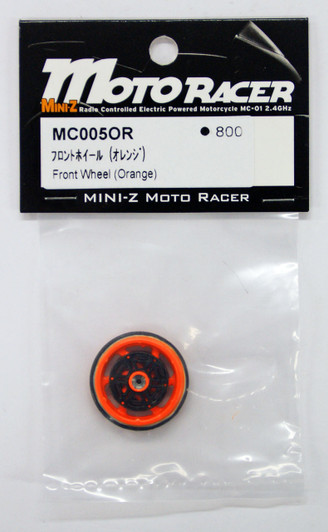 MOTO RACER
MINI-Z Radio Controlled Electric Powered Motorcycle MC-01 2.4GHz
MC005OR ● 800
フロントホイール (オレンジ)
Front Wheel (Orange)
MINI-Z MOTO RACER